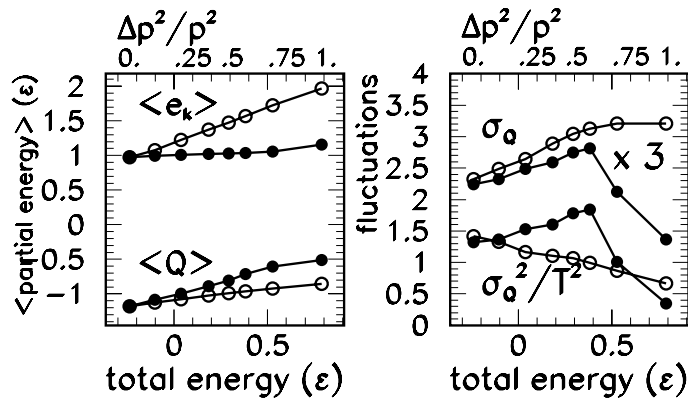 Δp²/p²
0. .25 .5 .75 1.
<partial energy> (ε)
2
1.5
1
0.5
0
-0.5
-1
<eₖ>
<Q>
0 0.5
total energy (ε)
Δp²/p²
0. .25 .5 .75 1.
fluctuations
4
3.5
3
2.5
2
1.5
1
0.5
0
σ_Q
x 3
σ_Q²/T²
0 0.5
total energy (ε)